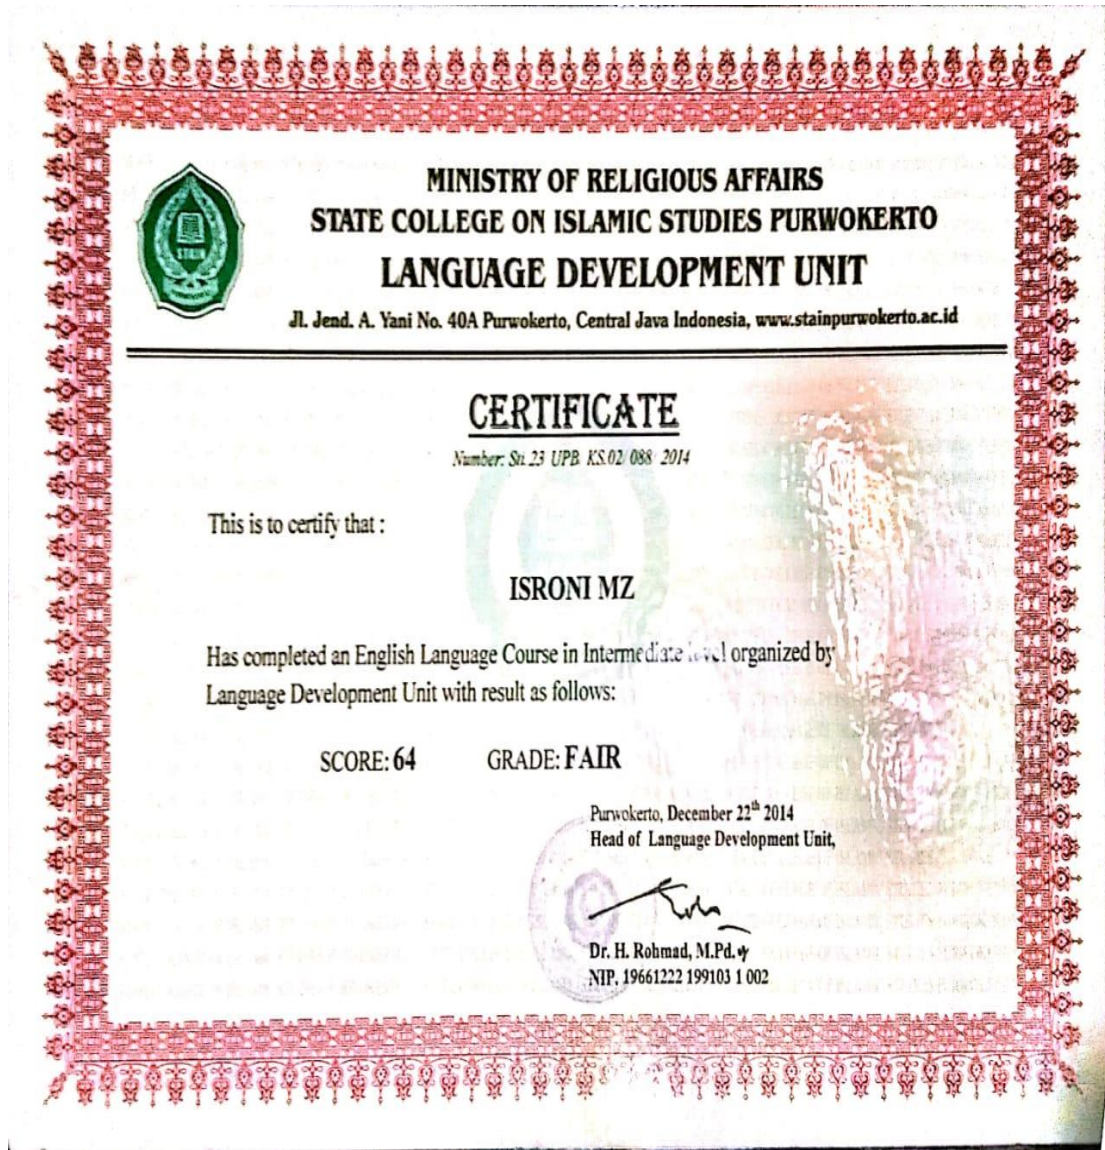 MINISTRY OF RELIGIOUS AFFAIRS
STATE COLLEGE ON ISLAMIC STUDIES PURWOKERTO
LANGUAGE DEVELOPMENT UNIT
Jl. Jend. A. Yani No. 40A Purwokerto, Central Java Indonesia, www.stainpurwokerto.ac.id
STAIN
CERTIFICATE
Number: Sti.23 UPB KS.02/ 088/ 2014
This is to certify that :
ISRONI MZ
Has completed an English Language Course in Intermediate level organized by
Language Development Unit with result as follows:
SCORE: 64 GRADE: FAIR
Purwokerto, December 22th 2014
Head of Language Development Unit,
Dr. H. Rohmad, M.Pd.
NIP. 19661222 199103 1 002